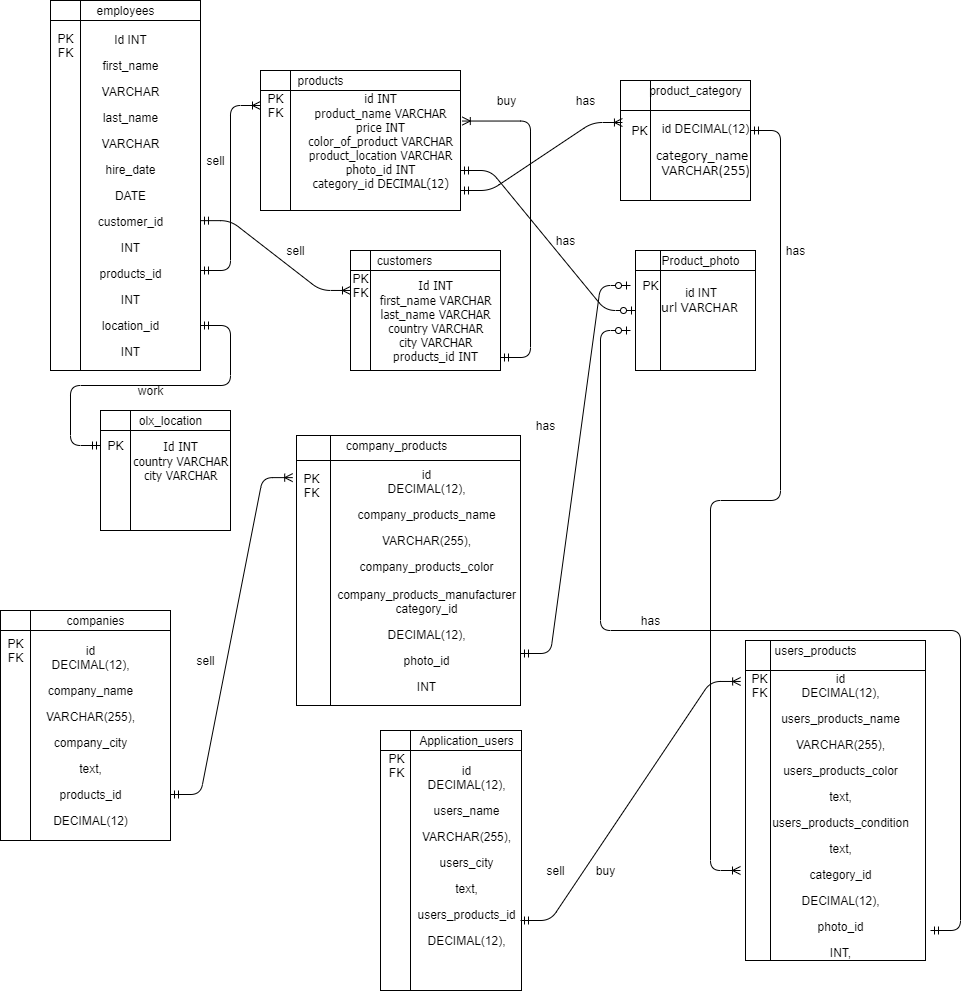 employees
PK
FK
Id INT
first_name
VARCHAR
last_name
VARCHAR
hire_date
DATE
customer_id
INT
products_id
INT
location_id
INT
sell
products
PK
FK
id INT
product_name VARCHAR
price INT
color_of_product VARCHAR
product_location VARCHAR
photo_id INT
category_id DECIMAL(12)
buy
has
product_category
PK
id DECIMAL(12)
category_name
VARCHAR(255)
sell
has
has
customers
PK
FK
Id INT
first_name VARCHAR
last_name VARCHAR
country VARCHAR
city VARCHAR
products_id INT
Product_photo
PK
id INT
url VARCHAR
work
olx_location
PK
Id INT
country VARCHAR
city VARCHAR
has
company_products
PK
FK
id
DECIMAL(12),
company_products_name
VARCHAR(255),
company_products_color
company_products_manufacturer
category_id
DECIMAL(12),
photo_id
INT
companies
PK
FK
id
DECIMAL(12),
company_name
VARCHAR(255),
company_city
text,
products_id
DECIMAL(12)
sell
has
Application_users
PK
FK
id
DECIMAL(12),
users_name
VARCHAR(255),
users_city
text,
users_products_id
DECIMAL(12),
sell
buy
users_products
PK
FK
id
DECIMAL(12),
users_products_name
VARCHAR(255),
users_products_color
text,
users_products_condition
text,
category_id
DECIMAL(12),
photo_id
INT,